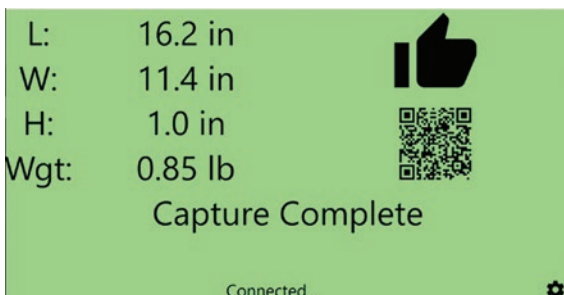 L: 16.2 in
W: 11.4 in
H: 1.0 in
Wgt: 0.85 lb
Capture Complete
Connected